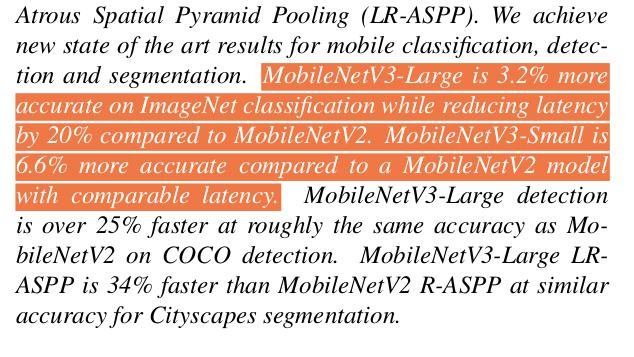 Atrous Spatial Pyramid Pooling (LR-ASPP). We achieve
new state of the art results for mobile classification, detec-
tion and segmentation. MobileNetV3-Large is 3.2% more
accurate on ImageNet classification while reducing latency
by 20% compared to MobileNetV2. MobileNetV3-Small is
6.6% more accurate compared to a MobileNetV2 model
with comparable latency. MobileNetV3-Large detection
is over 25% faster at roughly the same accuracy as Mo-
bileNetV2 on COCO detection. MobileNetV3-Large LR-
ASPP is 34% faster than MobileNetV2 R-ASPP at similar
accuracy for Cityscapes segmentation.